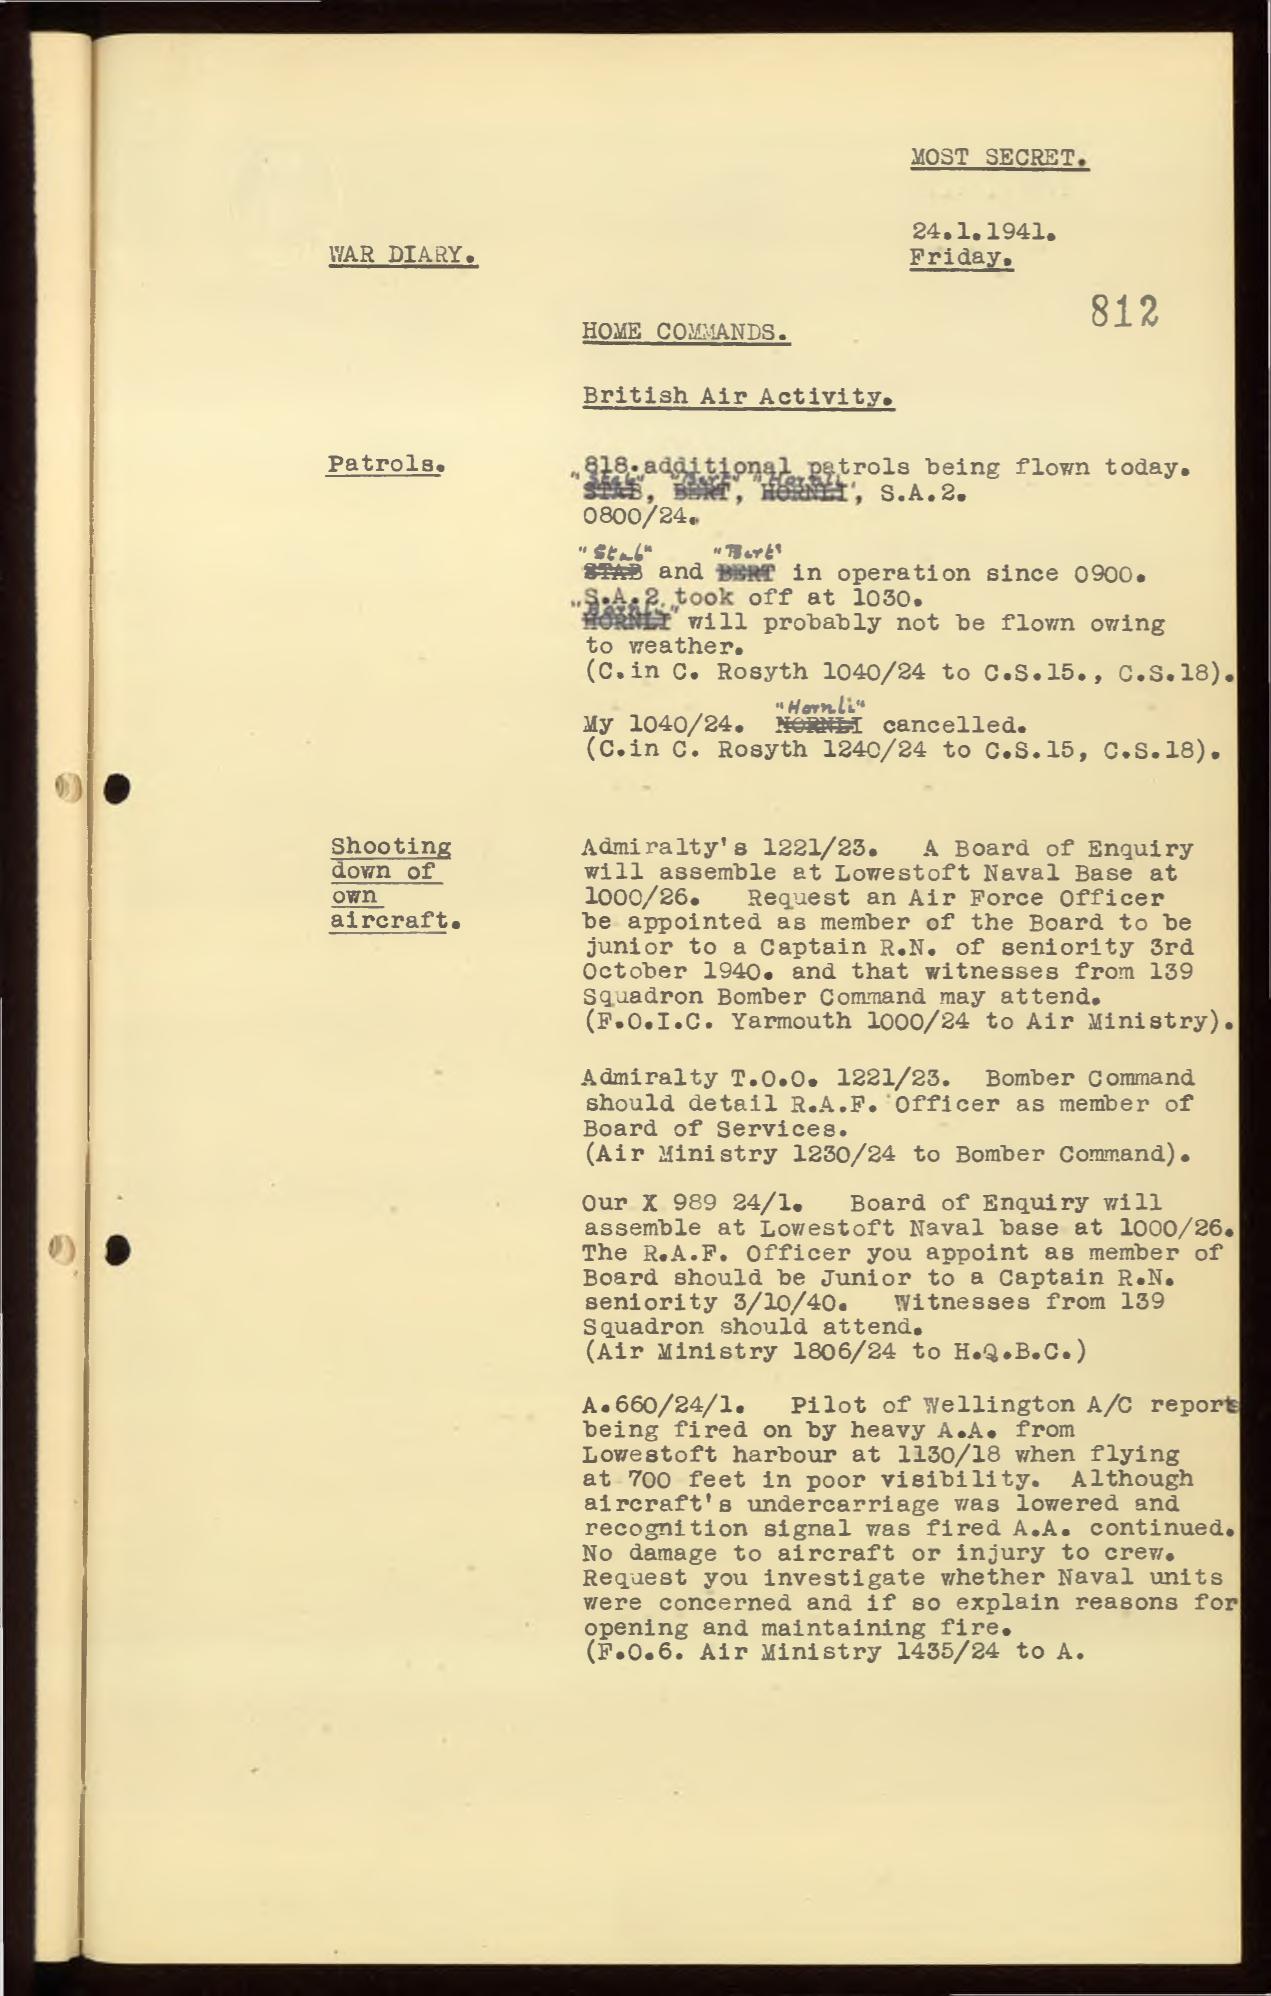 MOST SECRET.
24.1.1941.
Friday.
WAR DIARY.
812
HOME COMMANDS.
British Air Activity.
Patrols.
818.additional patrols being flown today.
"Stab" "Bert" "Hornli"
STAB, BERT, HORNLI, S.A.2.
0800/24.
"Stab" "Bert"
STAB and BERT in operation since 0900.
S.A.2 took off at 1030.
"Hornli"
HORNLI will probably not be flown owing
to weather.
(C.in C. Rosyth 1040/24 to C.S.15., C.S.18).
"Hornli"
My 1040/24. NORNLI cancelled.
(C.in C. Rosyth 1240/24 to C.S.15, C.S.18).
Shooting
down of
own
aircraft.
Admiralty's 1221/23. A Board of Enquiry
will assemble at Lowestoft Naval Base at
1000/26. Request an Air Force Officer
be appointed as member of the Board to be
junior to a Captain R.N. of seniority 3rd
October 1940. and that witnesses from 139
Squadron Bomber Command may attend.
(F.O.I.C. Yarmouth 1000/24 to Air Ministry).
Admiralty T.O.O. 1221/23. Bomber Command
should detail R.A.F. Officer as member of
Board of Services.
(Air Ministry 1230/24 to Bomber Command).
Our X 989 24/1. Board of Enquiry will
assemble at Lowestoft Naval base at 1000/26.
The R.A.F. Officer you appoint as member of
Board should be Junior to a Captain R.N.
seniority 3/10/40. Witnesses from 139
Squadron should attend.
(Air Ministry 1806/24 to H.Q.B.C.)
A.660/24/1. Pilot of Wellington A/C reports
being fired on by heavy A.A. from
Lowestoft harbour at 1130/18 when flying
at 700 feet in poor visibility. Although
aircraft's undercarriage was lowered and
recognition signal was fired A.A. continued.
No damage to aircraft or injury to crew.
Request you investigate whether Naval units
were concerned and if so explain reasons for
opening and maintaining fire.
(F.O.6. Air Ministry 1435/24 to A.